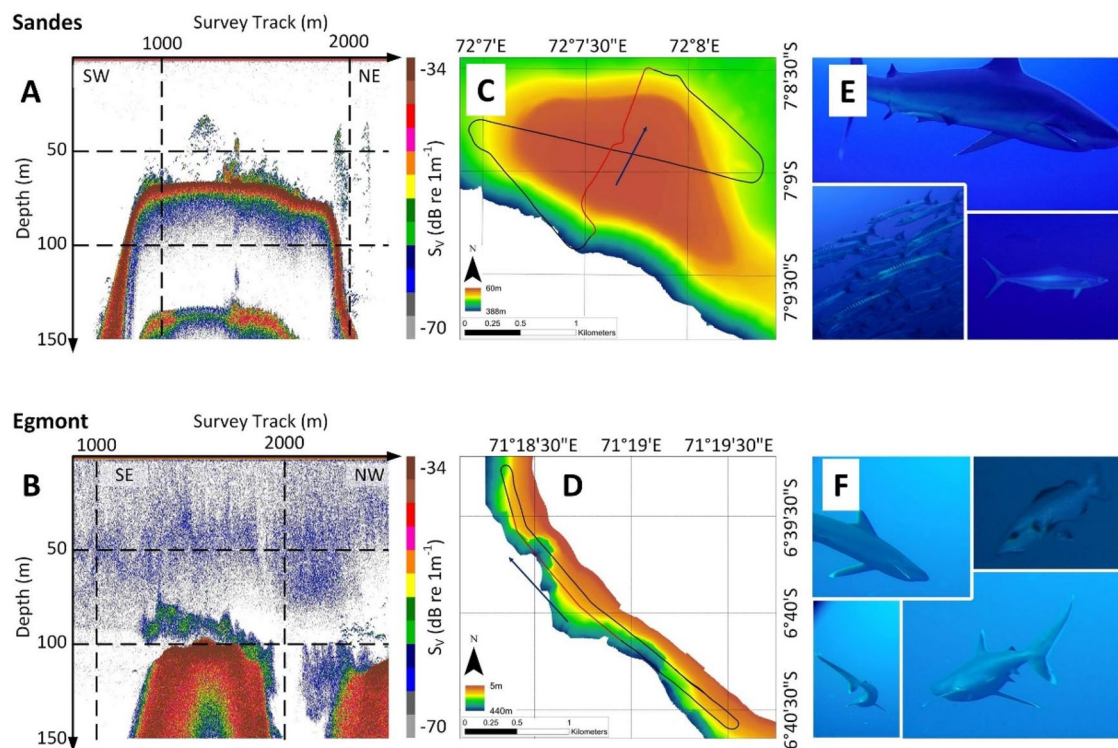 Sandes
Survey Track (m)
1000
2000
SW
NE
A
Depth (m)
50
100
150
-34
Sᵥ (dB re 1m⁻¹)
-70
72°7'E
72°7'30"E
72°8'E
C
7°8'30"S
7°9'S
7°9'30"S
N
60m
388m
0
0.25
0.5
1
Kilometers
E
Egmont
Survey Track (m)
1000
2000
SE
NW
B
Depth (m)
50
100
150
-34
Sᵥ (dB re 1m⁻¹)
-70
71°18'30"E
71°19'E
71°19'30"E
D
6°39'30"S
6°40'S
6°40'30"S
N
5m
440m
0
0.25
0.5
1
Kilometers
F